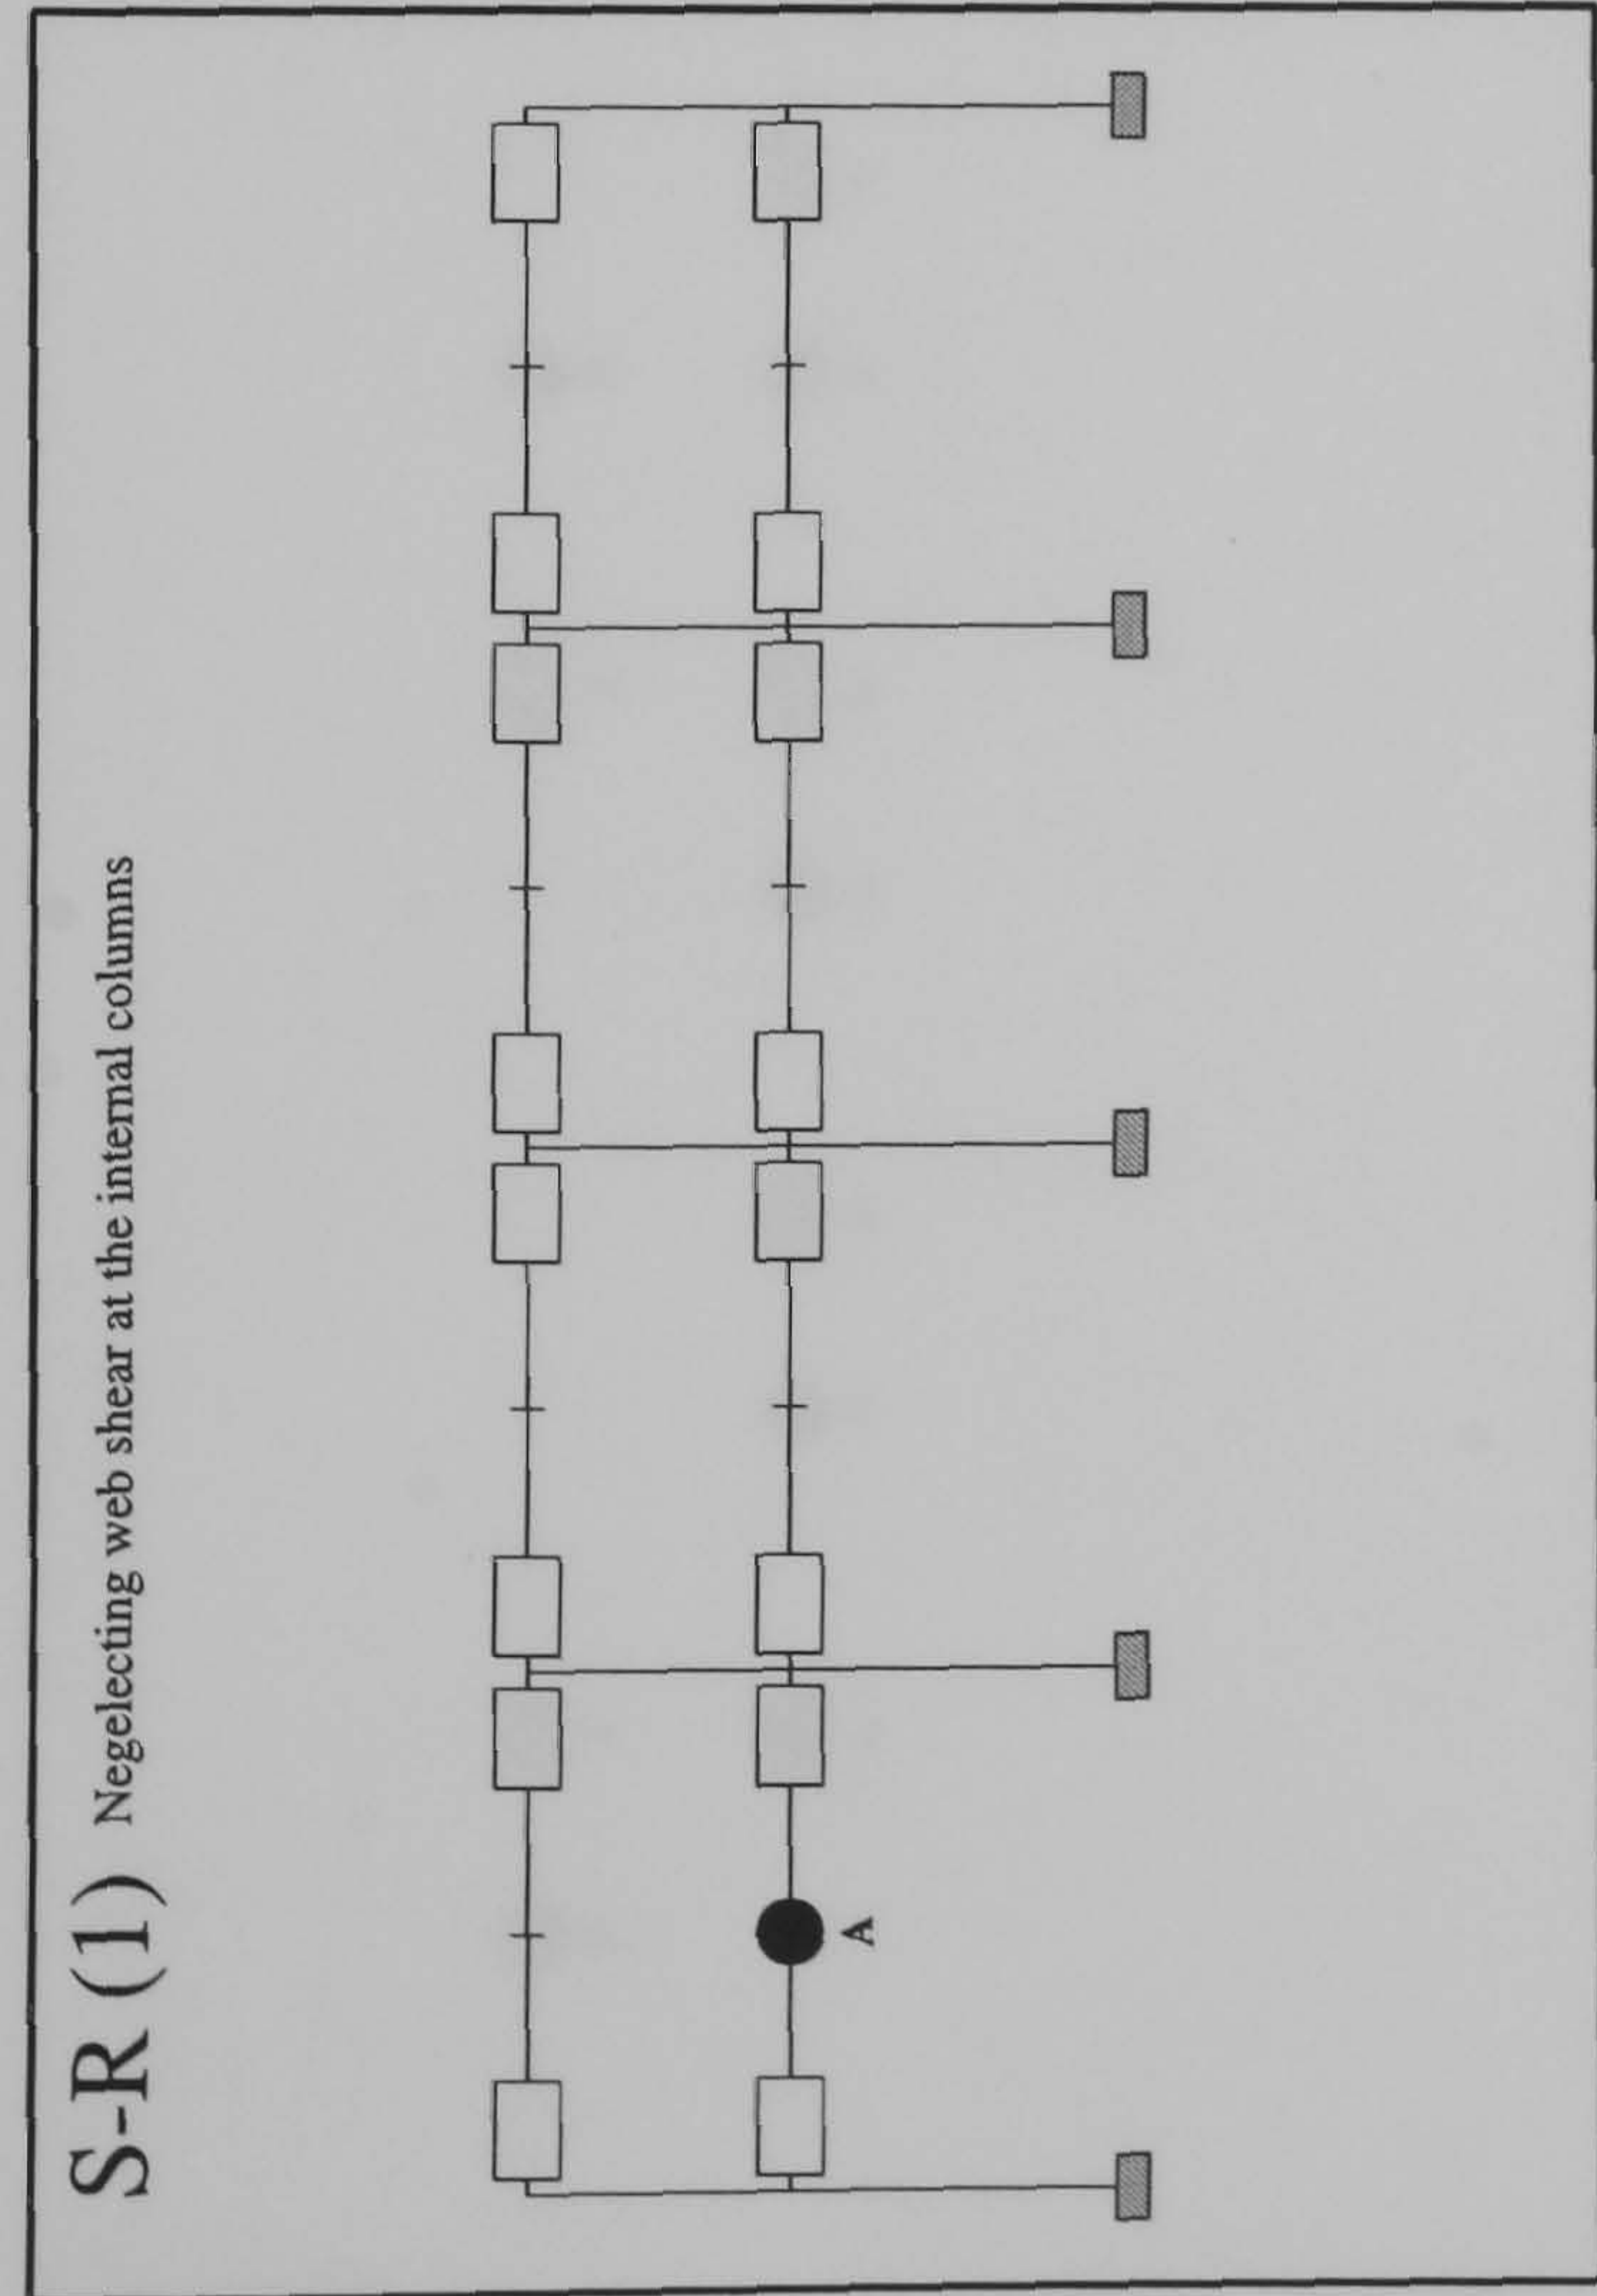 S-R (1) Negelecting web shear at the internal columns
A